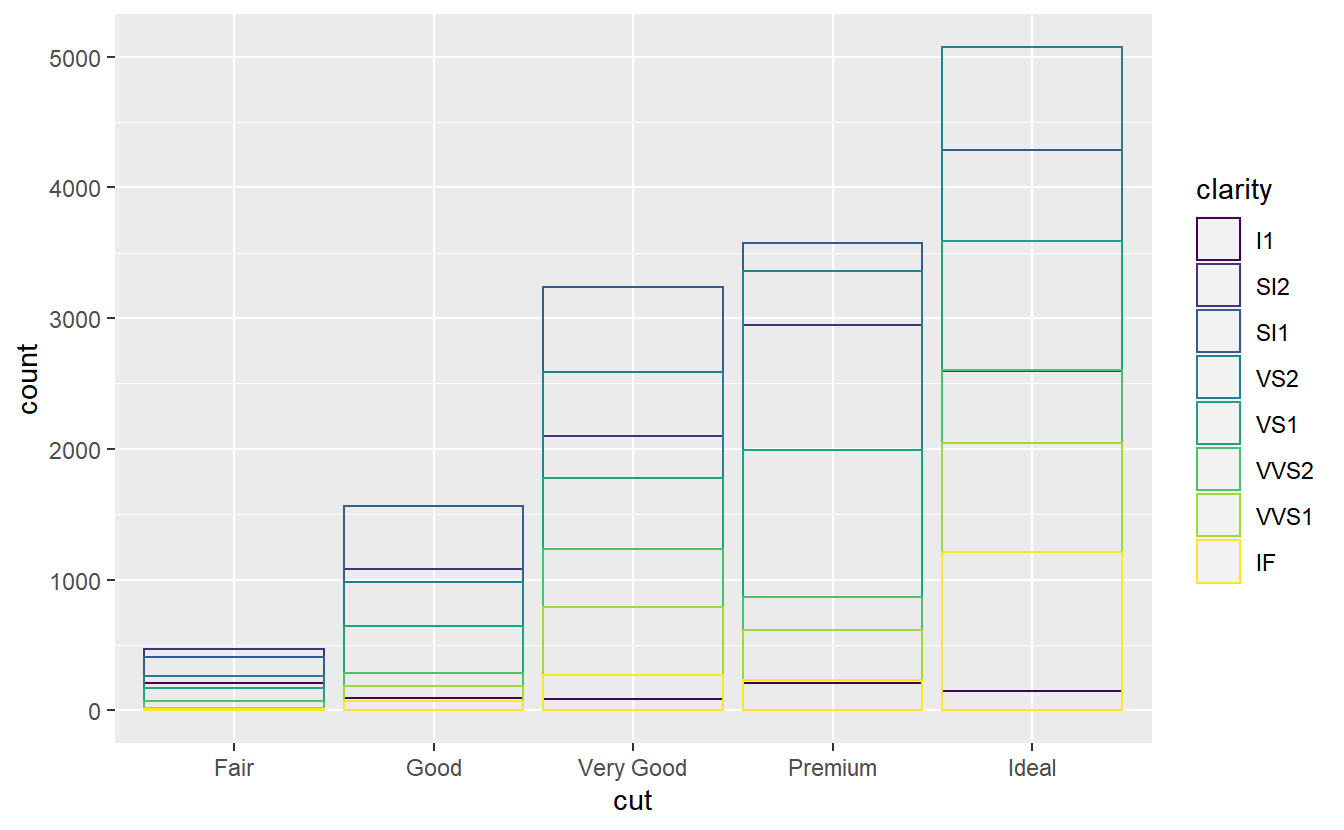 5000
4000
3000
2000
1000
0
count
Fair Good Very Good Premium Ideal
cut
clarity
I1
SI2
SI1
VS2
VS1
VVS2
VVS1
IF